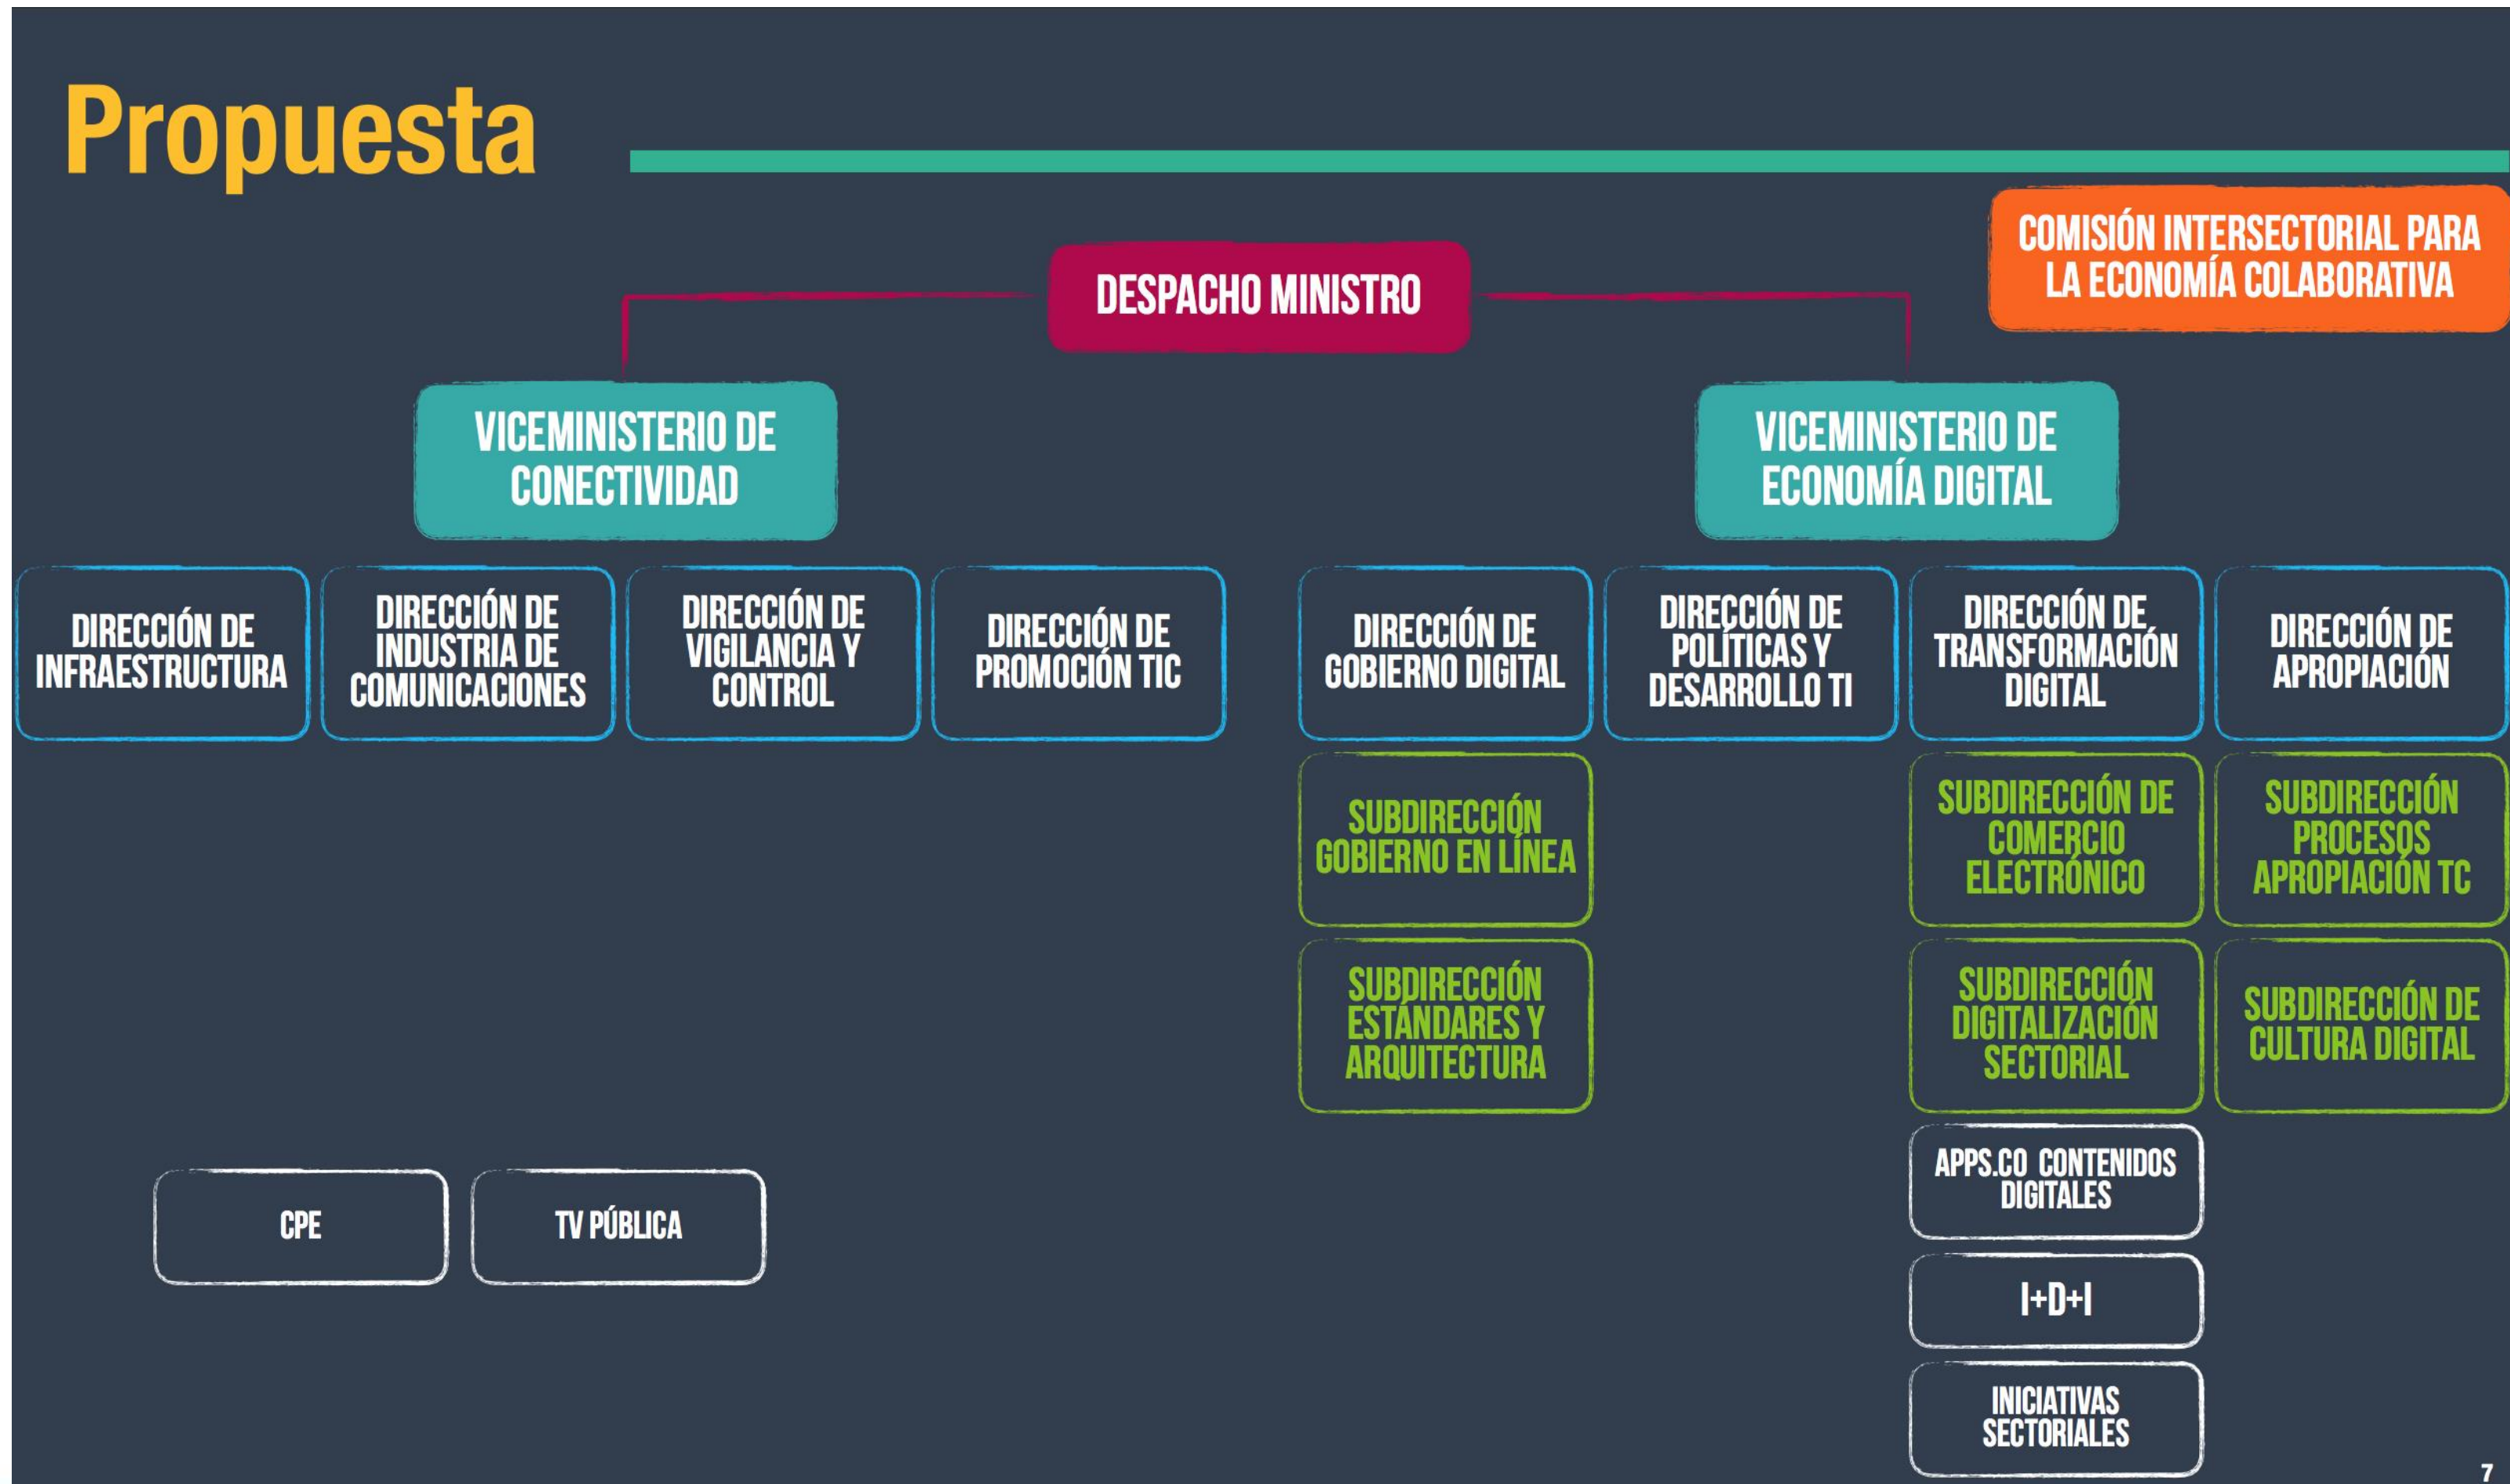 Propuesta
COMISIÓN INTERSECTORIAL PARA
LA ECONOMÍA COLABORATIVA
DESPACHO MINISTRO
VICEMINISTERIO DE
CONECTIVIDAD
VICEMINISTERIO DE
ECONOMÍA DIGITAL
DIRECCIÓN DE
INFRAESTRUCTURA
DIRECCIÓN DE
INDUSTRIA DE
COMUNICACIONES
DIRECCIÓN DE
VIGILANCIA Y
CONTROL
DIRECCIÓN DE
PROMOCIÓN TIC
DIRECCIÓN DE
GOBIERNO DIGITAL
DIRECCIÓN DE
POLÍTICAS Y
DESARROLLO TI
DIRECCIÓN DE
TRANSFORMACIÓN
DIGITAL
DIRECCIÓN DE
APROPIACIÓN
SUBDIRECCIÓN
GOBIERNO EN LÍNEA
SUBDIRECCIÓN DE
COMERCIO
ELECTRÓNICO
SUBDIRECCIÓN
PROCESOS
APROPIACIÓN TC
SUBDIRECCIÓN
ESTÁNDARES Y
ARQUITECTURA
SUBDIRECCIÓN
DIGITALIZACIÓN
SECTORIAL
SUBDIRECCIÓN DE
CULTURA DIGITAL
CPE
TV PÚBLICA
APPS.CO CONTENIDOS
DIGITALES
I+D+I
INICIATIVAS
SECTORIALES
7